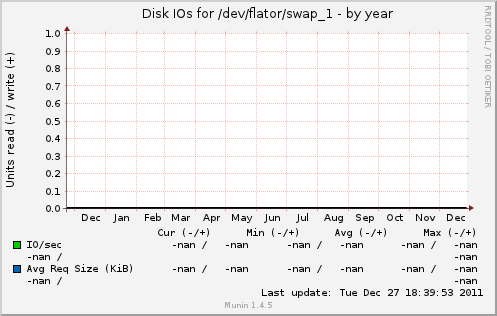 Disk IOs for /dev/flator/swap_1 - by year
RRDTOOL / TOBI OETIKER
Units read (-) / write (+)
1.0
0.9
0.8
0.7
0.6
0.5
0.4
0.3
0.2
0.1
0.0
Dec Jan Feb Mar Apr May Jun Jul Aug Sep Oct Nov Dec
Cur (-/+) Min (-/+) Avg (-/+) Max (-/+)
IO/sec -nan / -nan -nan / -nan -nan / -nan
-nan / -nan
Avg Req Size (KiB) -nan / -nan -nan / -nan -nan / -nan
-nan / -nan
Last update: Tue Dec 27 18:39:53 2011
Munin 1.4.5